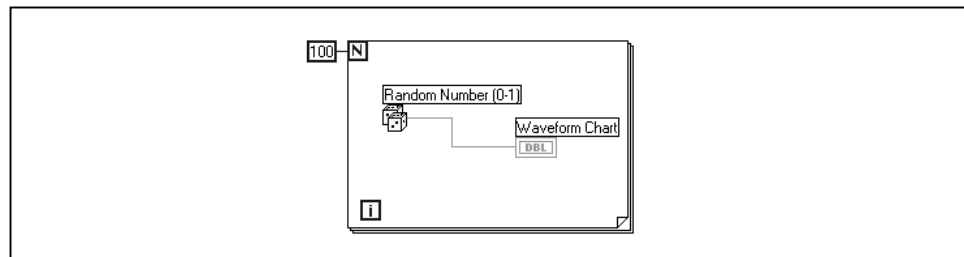 100 N
Random Number (0-1)
Waveform Chart
DBL
i